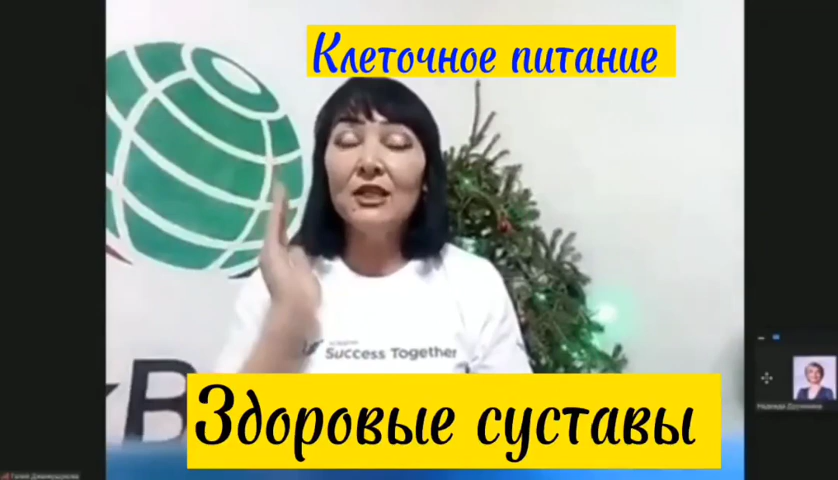 Клеточное питание
Success Together
В
Здоровые суставы